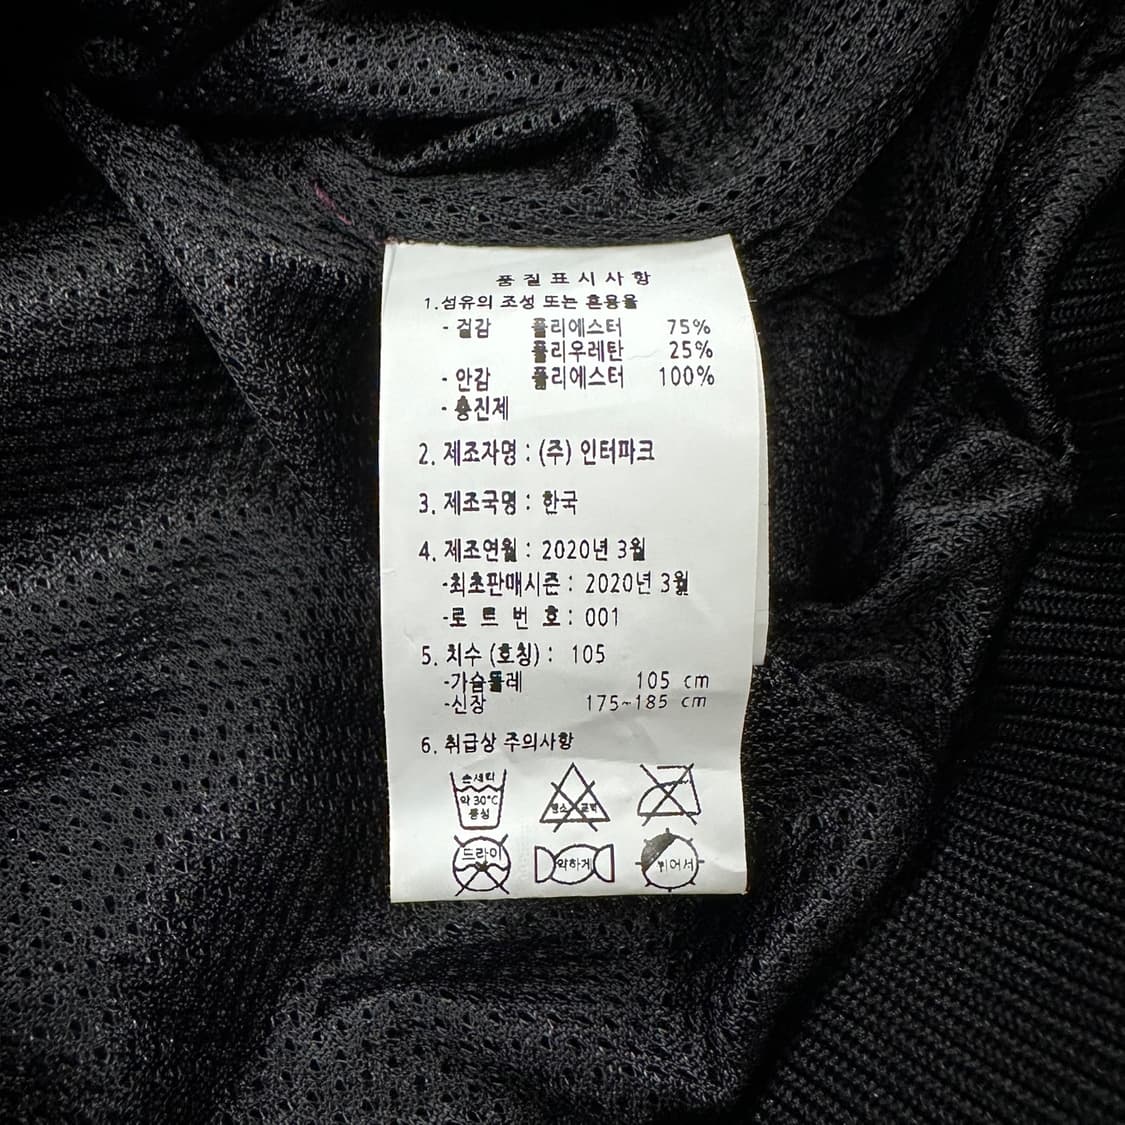 품질표시사항
1.섬유의 조성 또는 혼용율
- 겉감 폴리에스터 75%
폴리우레탄 25%
- 안감 폴리에스터 100%
- 충진제
2. 제조자명 : (주) 인터파크
3. 제조국명 : 한국
4. 제조연월 : 2020년 3월
-최초판매시즌 : 2020년 3월
-로트번호 : 001
5. 치수 (호칭) : 105
-가슴둘레 105 cm
-신장 175~185 cm
6. 취급상 주의사항
손세탁
약 30°C
중성
염소 표백
드라이
약하게
뉘어서